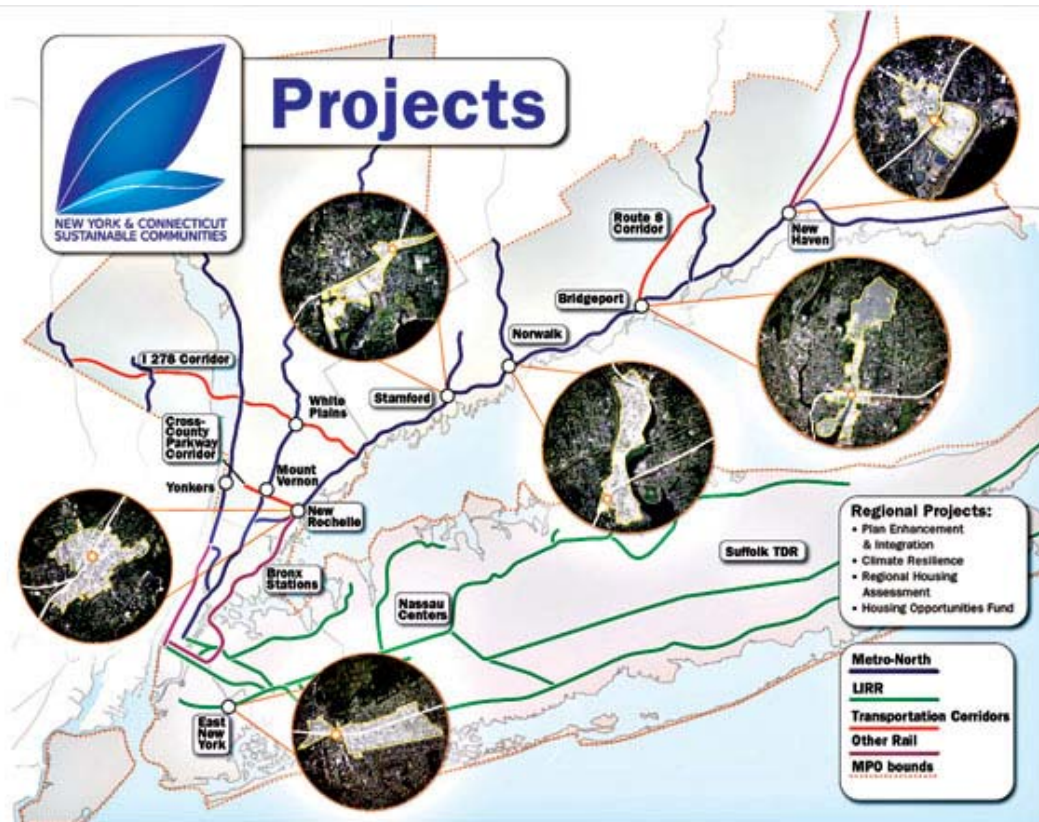 Projects
NEW YORK & CONNECTICUT
SUSTAINABLE COMMUNITIES
Route 8
Corridor
New
Haven
Bridgeport
Norwalk
I 278 Corridor
Stamford
White
Plains
Cross-
County
Parkway
Corridor
Yonkers
Mount
Vernon
New
Rochelle
Bronx
Stations
Nassau
Centers
Suffolk TDR
East
New
York
Regional Projects:
• Plan Enhancement
& Integration
• Climate Resilience
• Regional Housing
Assessment
• Housing Opportunities Fund
Metro-North
LIRR
Transportation Corridors
Other Rail
MPO bounds